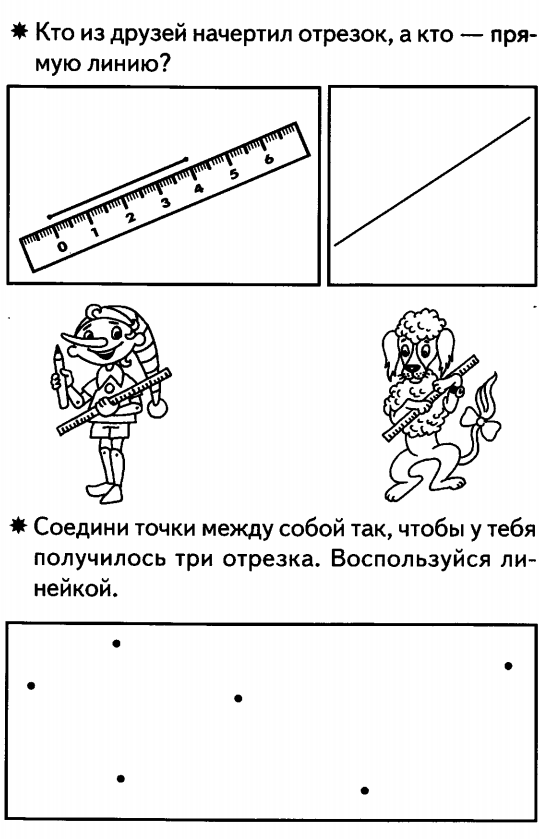 ✷ Кто из друзей начертил отрезок, а кто — пря-
мую линию?
0 1 2 3 4 5 6
✷ Соедини точки между собой так, чтобы у тебя
получилось три отрезка. Воспользуйся ли-
нейкой.